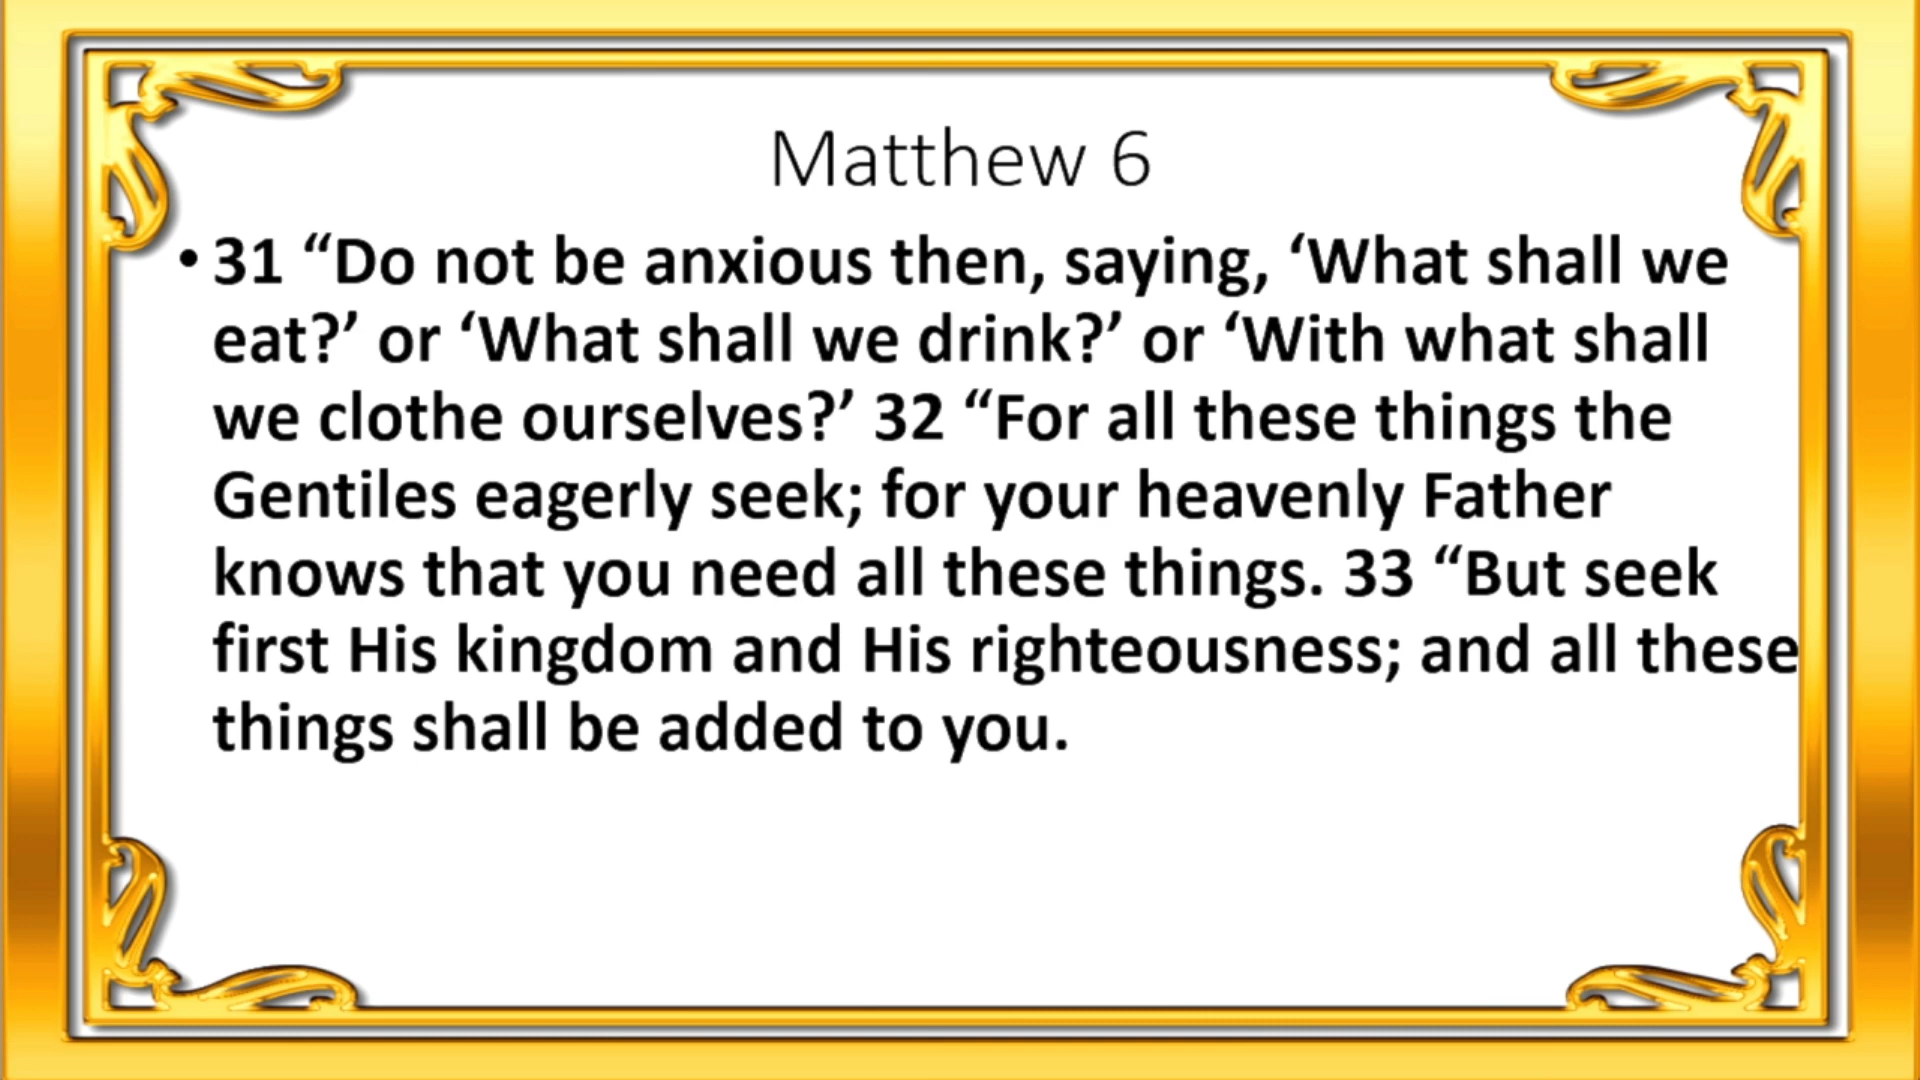 Matthew 6
• 31 “Do not be anxious then, saying, ‘What shall we
eat?’ or ‘What shall we drink?’ or ‘With what shall
we clothe ourselves?’ 32 “For all these things the
Gentiles eagerly seek; for your heavenly Father
knows that you need all these things. 33 “But seek
first His kingdom and His righteousness; and all these
things shall be added to you.